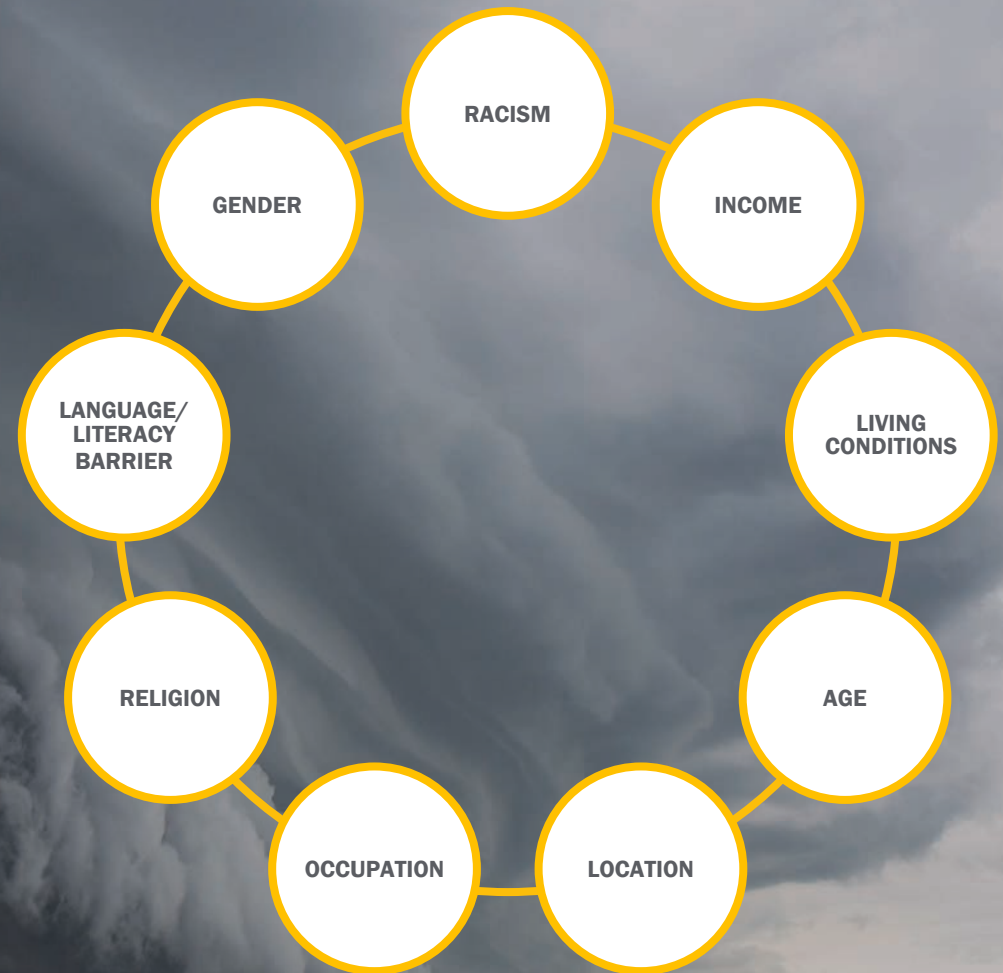 RACISM
INCOME
LIVING
CONDITIONS
AGE
LOCATION
OCCUPATION
RELIGION
LANGUAGE/
LITERACY
BARRIER
GENDER